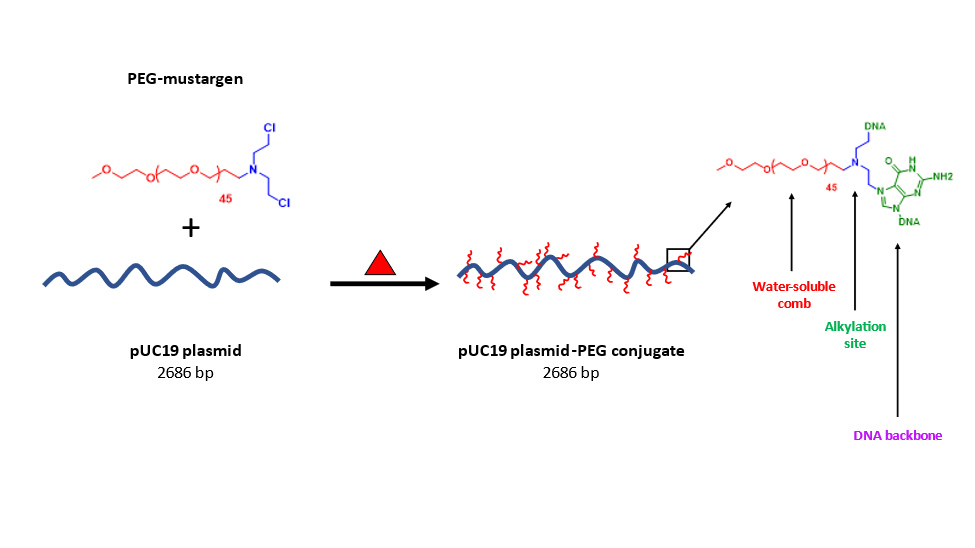 PEG-mustargen
Cl
O
O
O
N
45
Cl
+
pUC19 plasmid
2686 bp
pUC19 plasmid-PEG conjugate
2686 bp
DNA
O
O
O
N
45
O
NH
N
NH2
N
N
DNA
Water-soluble
comb
Alkylation
site
DNA backbone